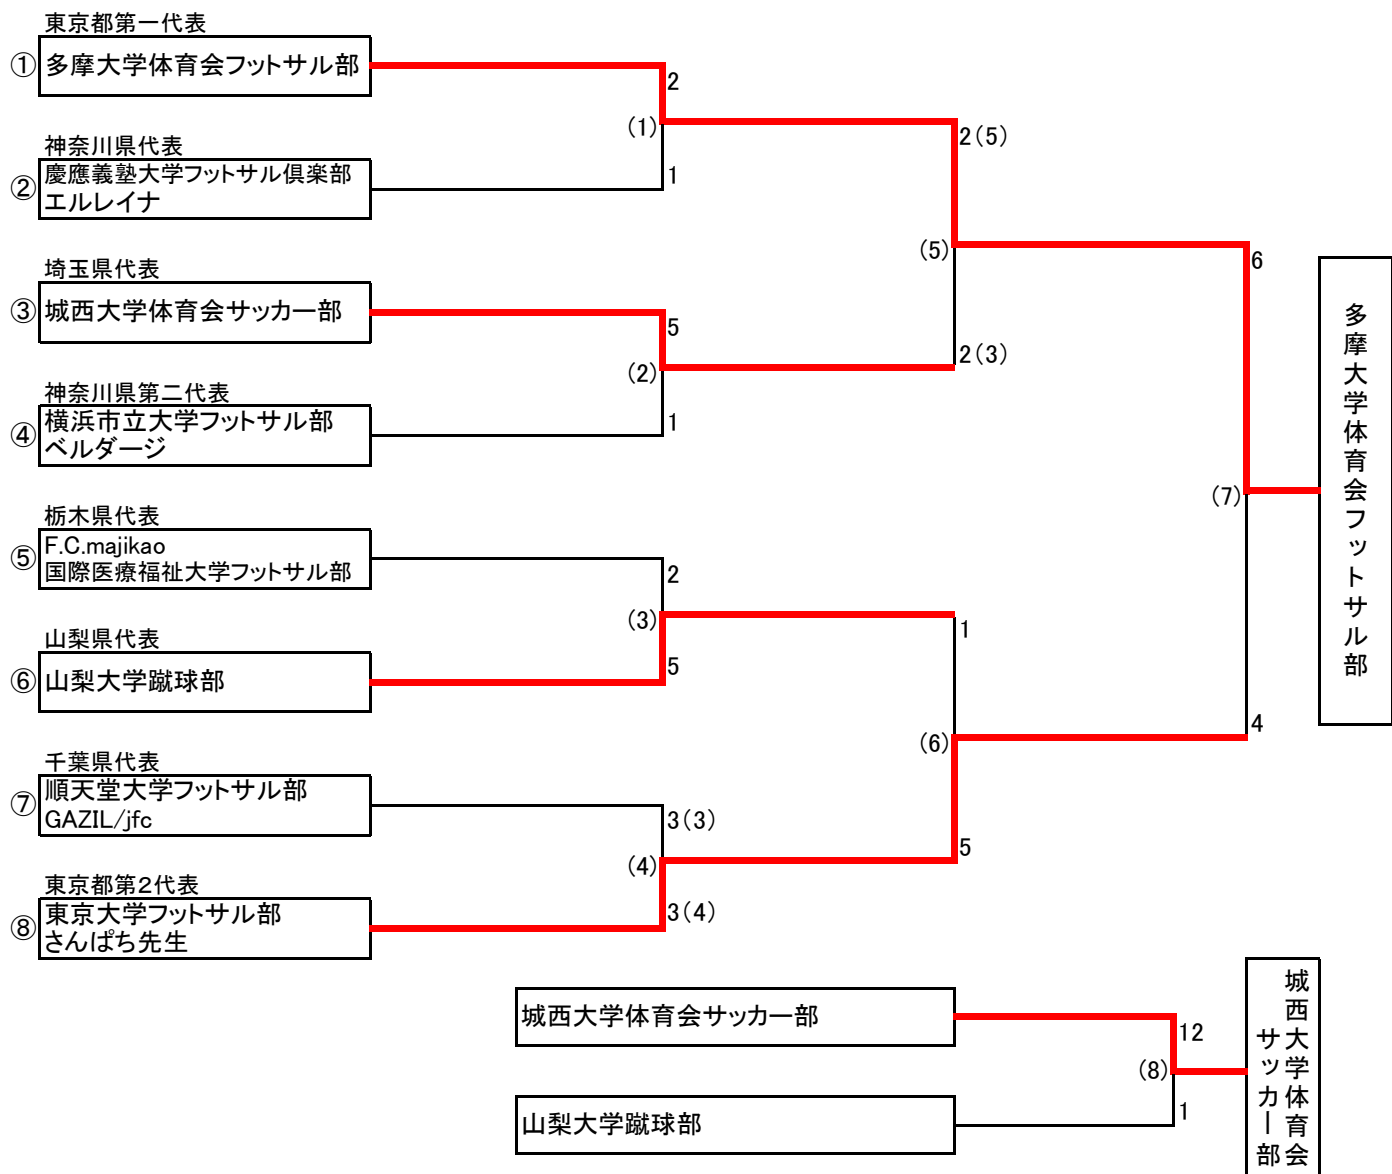 東京都第一代表
① 多摩大学体育会フットサル部
2
(1)
神奈川県代表
② 慶應義塾大学フットサル倶楽部
エルレイナ
1
2(5)
(5)
埼玉県代表
③ 城西大学体育会サッカー部
5
(2)
2(3)
神奈川県第二代表
④ 横浜市立大学フットサル部
ベルダージ
1
6
(7)
多摩大学体育会フットサル部
栃木県代表
⑤ F.C.majikao
国際医療福祉大学フットサル部
2
(3)
1
山梨県代表
⑥ 山梨大学蹴球部
5
(6)
4
千葉県代表
⑦ 順天堂大学フットサル部
GAZIL/jfc
3(3)
(4)
5
東京都第2代表
⑧ 東京大学フットサル部
さんぱち先生
3(4)
城西大学体育会サッカー部
12
(8)
山梨大学蹴球部
1
城西大学体育会
サッカー部